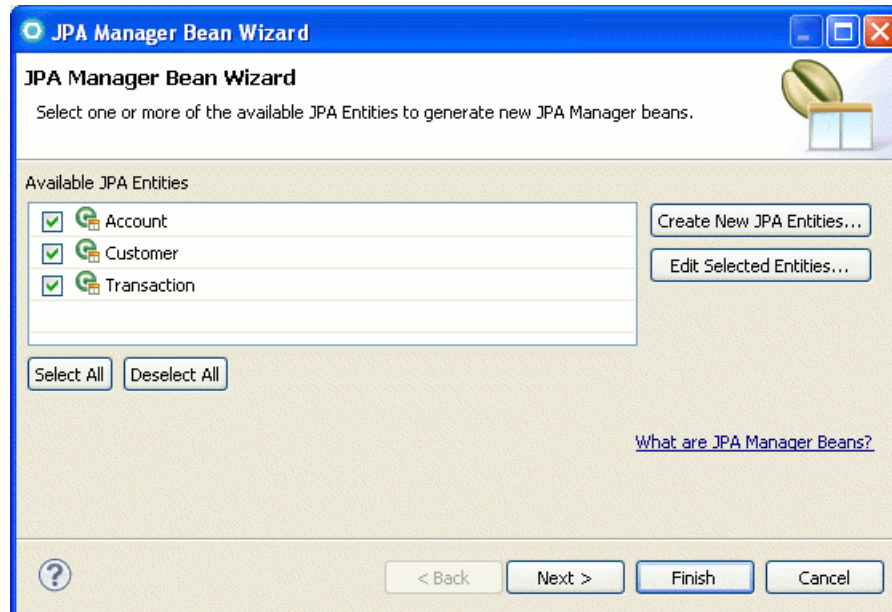 JPA Manager Bean Wizard
JPA Manager Bean Wizard
Select one or more of the available JPA Entities to generate new JPA Manager beans.
Available JPA Entities
Account
Customer
Transaction
Create New JPA Entities...
Edit Selected Entities...
Select All
Deselect All
What are JPA Manager Beans?
?
< Back
Next >
Finish
Cancel